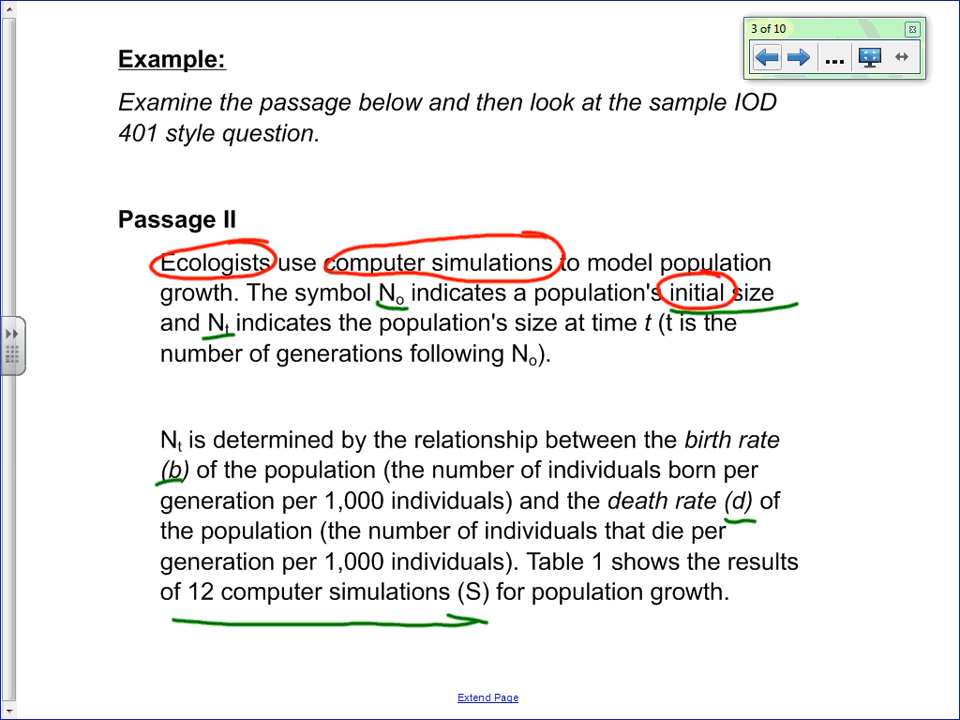 3 of 10
Example:
Examine the passage below and then look at the sample IOD
401 style question.
Passage II
Ecologists use computer simulations to model population
growth. The symbol No indicates a population's initial size
and Nt indicates the population's size at time t (t is the
number of generations following No).
Nt is determined by the relationship between the birth rate
(b) of the population (the number of individuals born per
generation per 1,000 individuals) and the death rate (d) of
the population (the number of individuals that die per
generation per 1,000 individuals). Table 1 shows the results
of 12 computer simulations (S) for population growth.
Extend Page